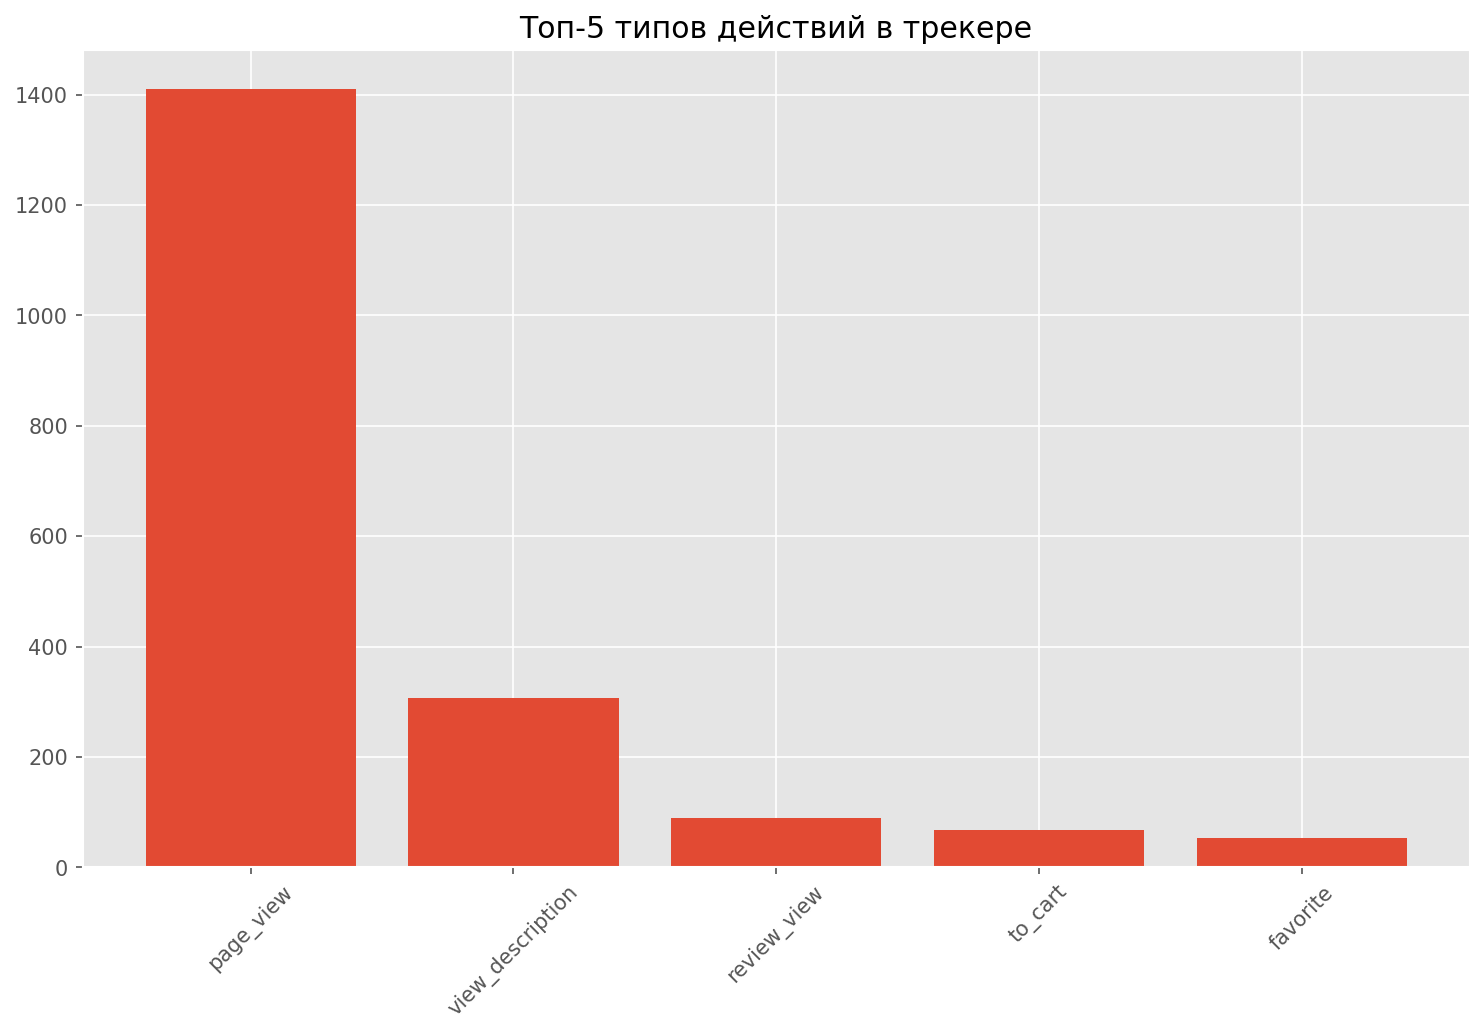 Топ-5 типов действий в трекере
1400
1200
1000
800
600
400
200
0
page_view
view_description
review_view
to_cart
favorite